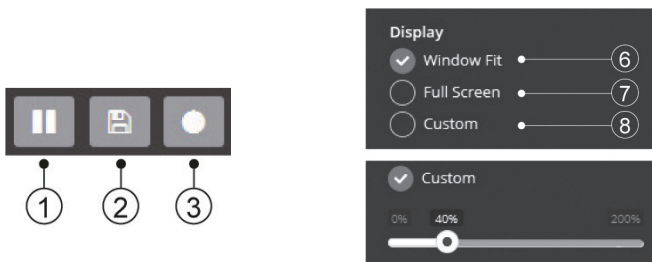 1 2 3
Display
Window Fit 6
Full Screen 7
Custom 8
Custom
0% 40% 200%